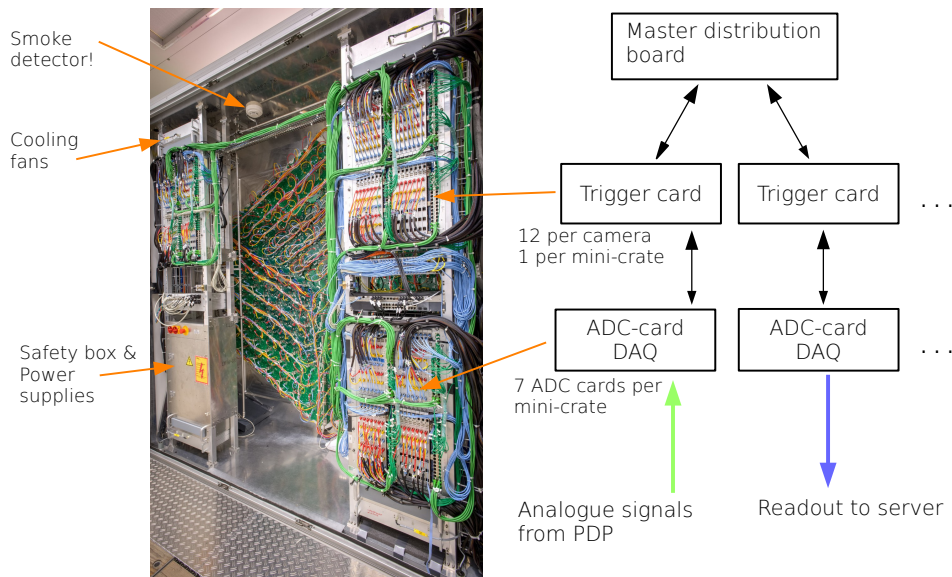 Smoke
detector!
Cooling
fans
Safety box &
Power
supplies
Master distribution
board
Trigger card
Trigger card
. . .
12 per camera
1 per mini-crate
ADC-card
DAQ
ADC-card
DAQ
. . .
7 ADC cards per
mini-crate
Analogue signals
from PDP
Readout to server